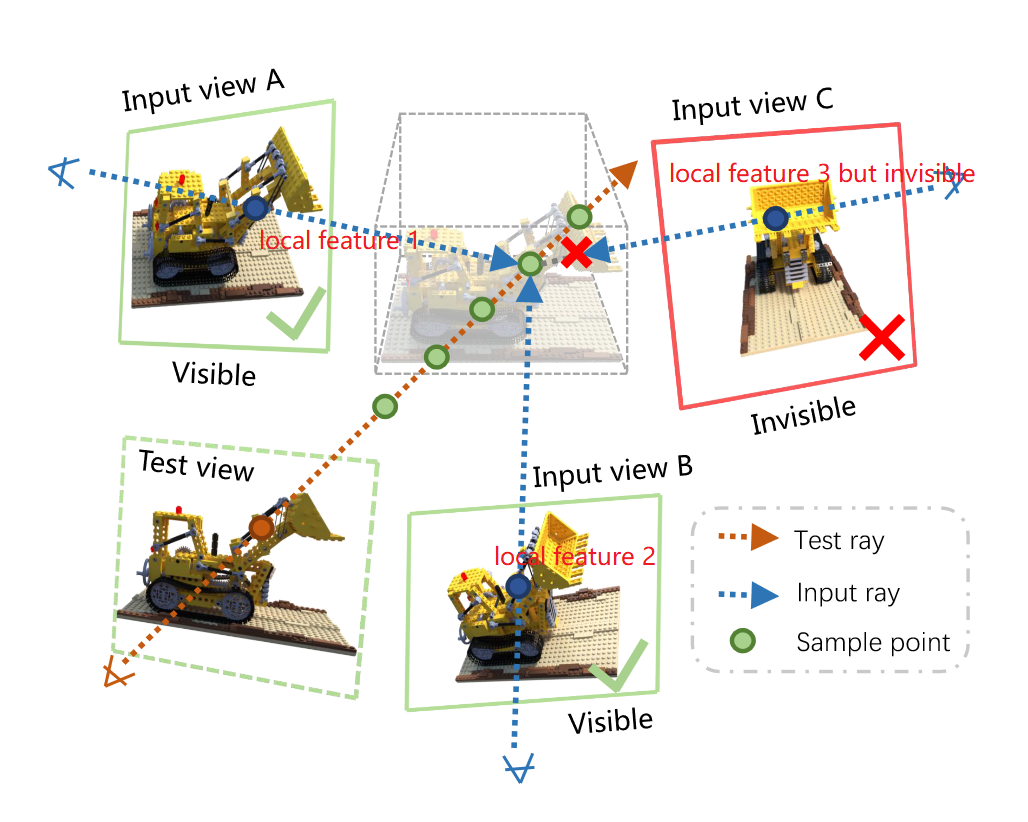 Input view A
Input view C
local feature 3 but invisible
local feature 1
Visible
Invisible
Test view
Input view B
local feature 2
Test ray
Input ray
Sample point
Visible